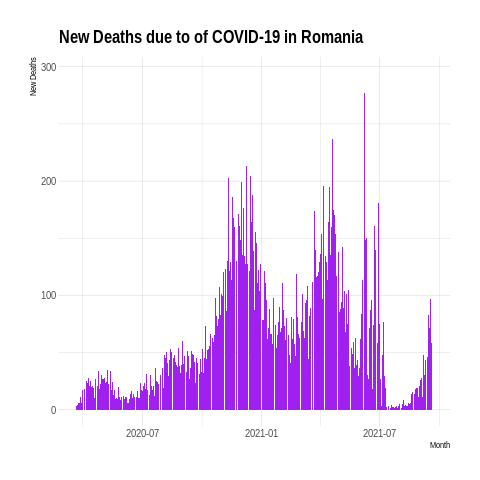 New Deaths due to of COVID-19 in Romania
New Deaths
300
200
100
0
2020-07
2021-01
2021-07
Month